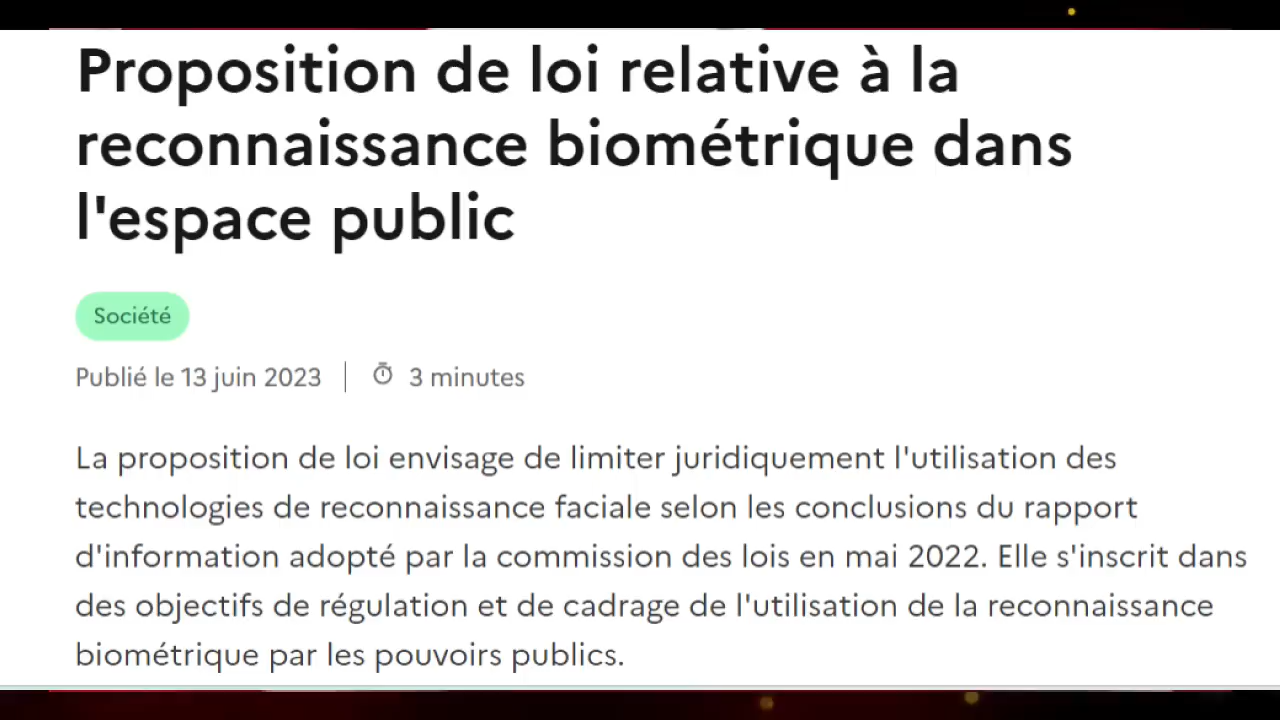 Proposition de loi relative à la
reconnaissance biométrique dans
l'espace public
Société
Publié le 13 juin 2023 | 3 minutes
La proposition de loi envisage de limiter juridiquement l'utilisation des
technologies de reconnaissance faciale selon les conclusions du rapport
d'information adopté par la commission des lois en mai 2022. Elle s'inscrit dans
des objectifs de régulation et de cadrage de l'utilisation de la reconnaissance
biométrique par les pouvoirs publics.